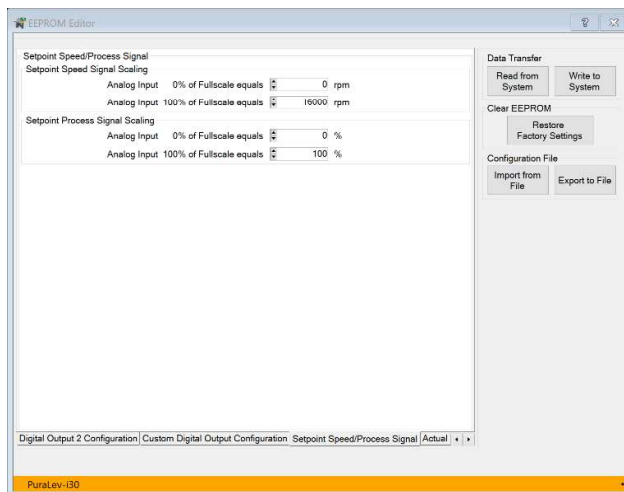 EEPROM Editor
Setpoint Speed/Process Signal
Setpoint Speed Signal Scaling
Analog Input 0% of Fullscale equals 0 rpm
Analog Input 100% of Fullscale equals 16000 rpm
Setpoint Process Signal Scaling
Analog Input 0% of Fullscale equals 0 %
Analog Input 100% of Fullscale equals 100 %
Data Transfer
Read from System
Write to System
Clear EEPROM
Restore Factory Settings
Configuration File
Import from File
Export to File
Digital Output 2 Configuration Custom Digital Output Configuration Setpoint Speed/Process Signal Actual
PuraLev-i30